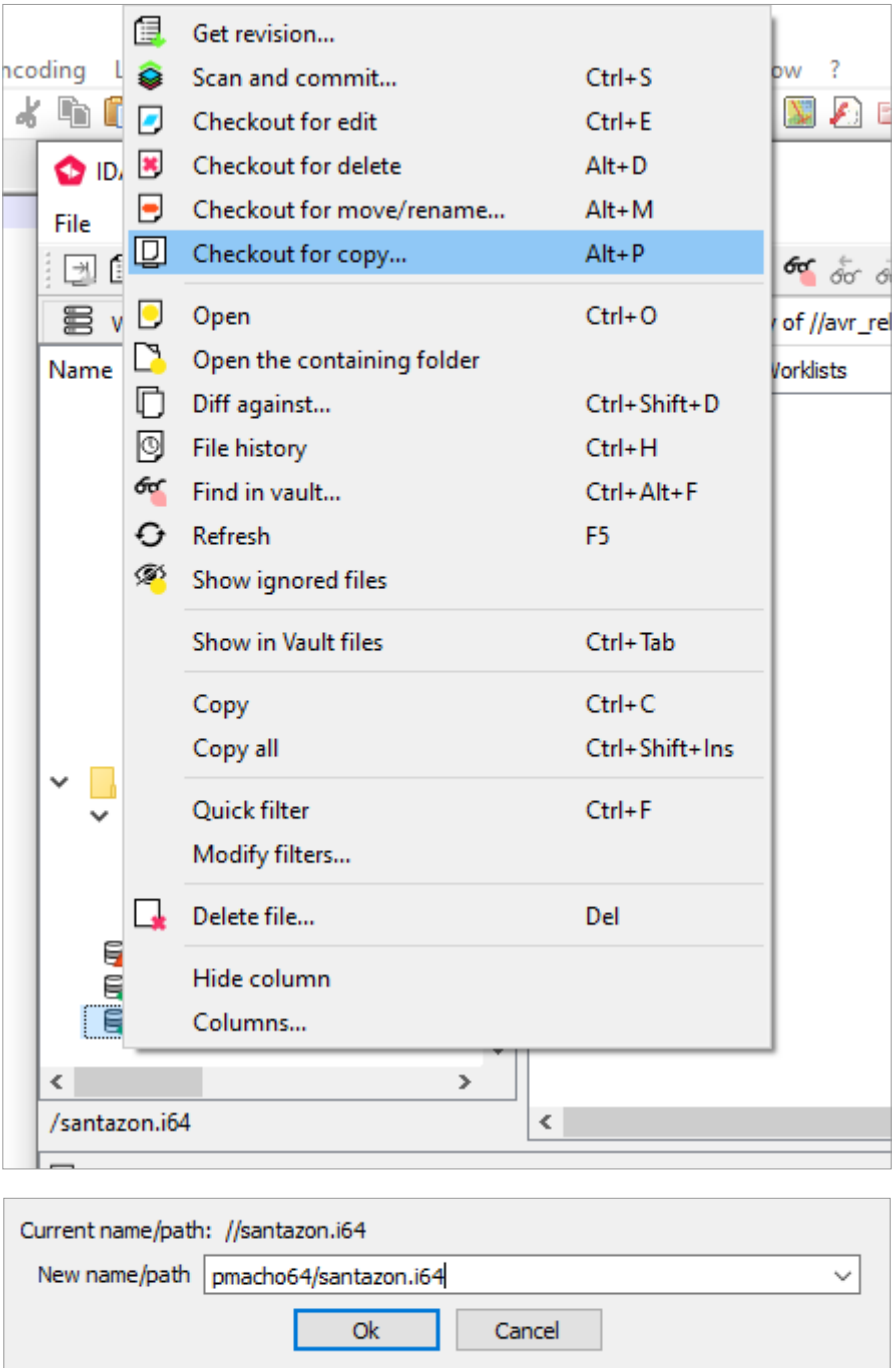 Get revision...
ncoding L ow ?
Scan and commit... Ctrl+S
Checkout for edit Ctrl+E
IDA Checkout for delete Alt+D
File Checkout for move/rename... Alt+M
Checkout for copy... Alt+P
V Open Ctrl+O y of //avr_rel
Name Open the containing folder Worklists
Diff against... Ctrl+Shift+D
File history Ctrl+H
Find in vault... Ctrl+Alt+F
Refresh F5
Show ignored files
Show in Vault files Ctrl+Tab
Copy Ctrl+C
Copy all Ctrl+Shift+Ins
Quick filter Ctrl+F
Modify filters...
Delete file... Del
Hide column
Columns...
/santazon.i64
Current name/path: //santazon.i64
New name/path pmacho64/santazon.i64
Ok Cancel